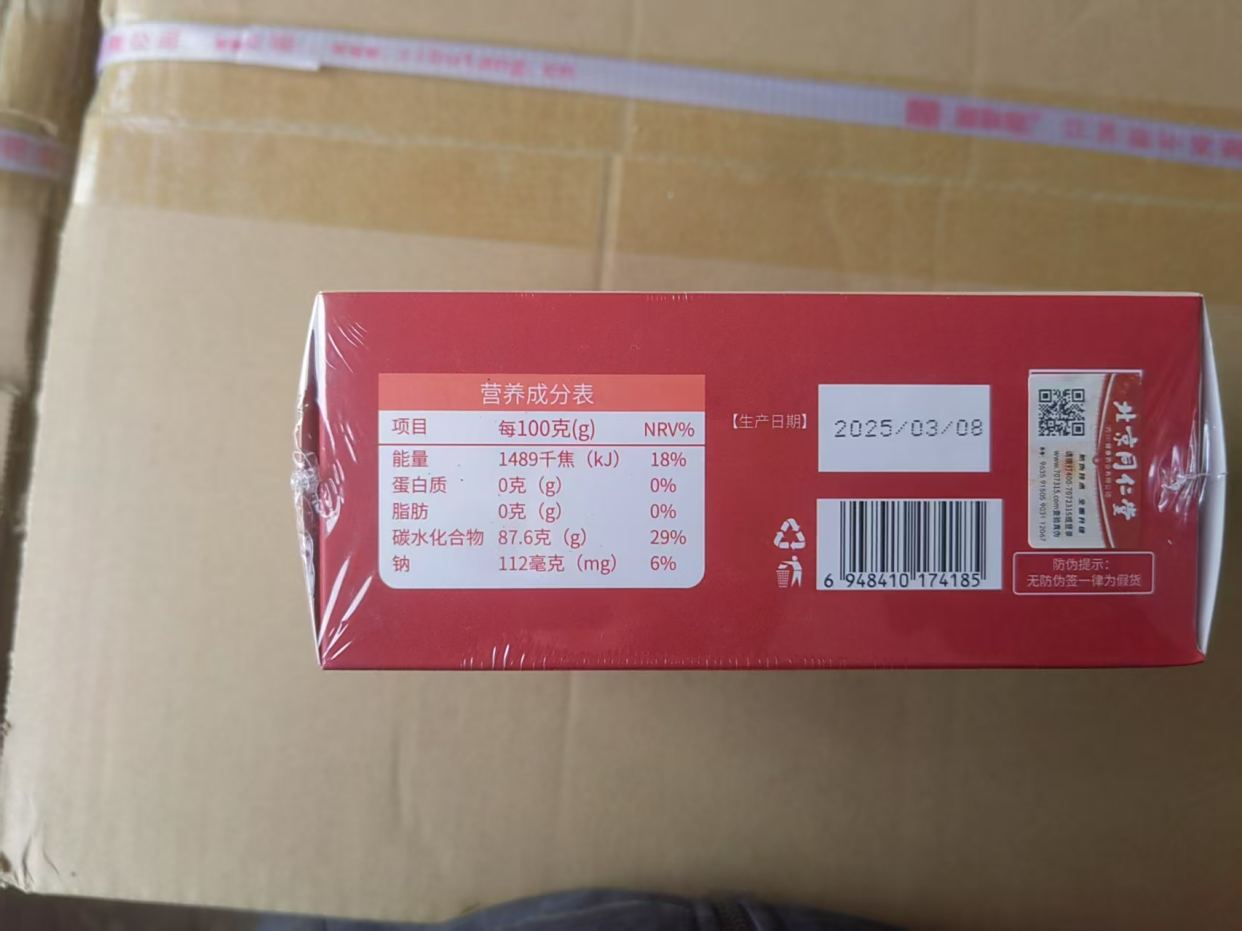 营养成分表
项目 每100克(g) NRV%
能量 1489千焦（kJ） 18%
蛋白质 0克（g） 0%
脂肪 0克（g） 0%
碳水化合物 87.6克（g） 29%
钠 112毫克（mg） 6%
【生产日期】
2025/03/08
6 948410 174185
北京同仁堂
防伪提示：
无防伪签一律为假货